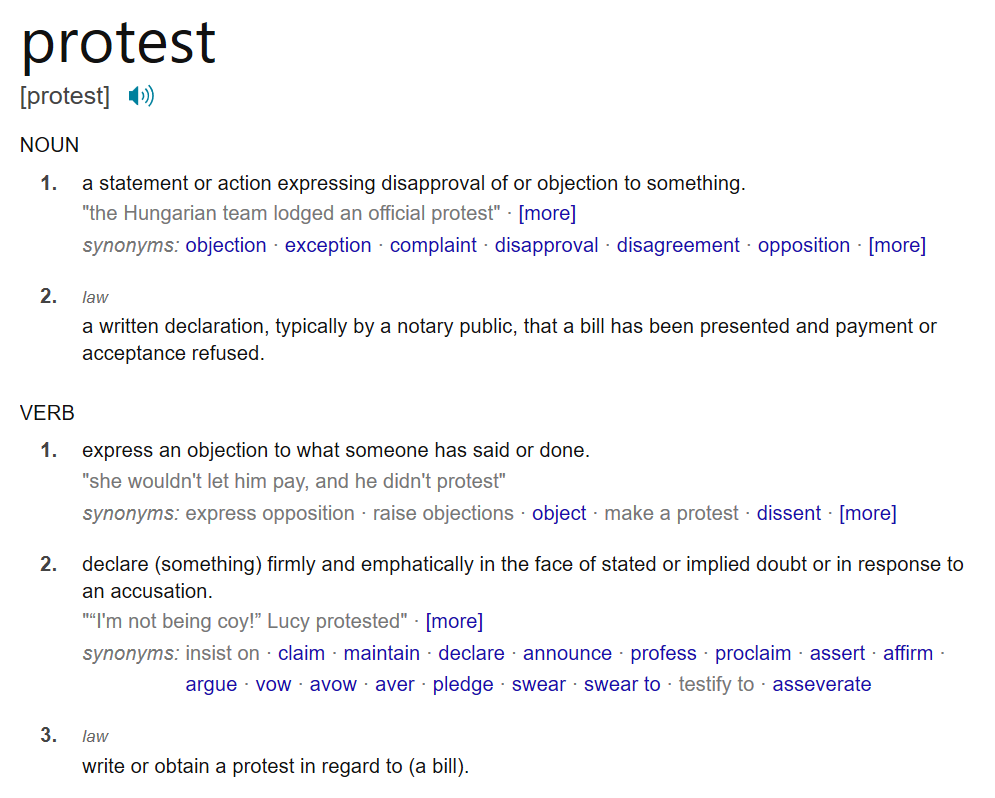 protest
[protest]
NOUN
1. a statement or action expressing disapproval of or objection to something.
"the Hungarian team lodged an official protest" · [more]
synonyms: objection · exception · complaint · disapproval · disagreement · opposition · [more]
2. law
a written declaration, typically by a notary public, that a bill has been presented and payment or
acceptance refused.
VERB
1. express an objection to what someone has said or done.
"she wouldn't let him pay, and he didn't protest"
synonyms: express opposition · raise objections · object · make a protest · dissent · [more]
2. declare (something) firmly and emphatically in the face of stated or implied doubt or in response to
an accusation.
"“I'm not being coy!” Lucy protested" · [more]
synonyms: insist on · claim · maintain · declare · announce · profess · proclaim · assert · affirm ·
argue · vow · avow · aver · pledge · swear · swear to · testify to · asseverate
3. law
write or obtain a protest in regard to (a bill).